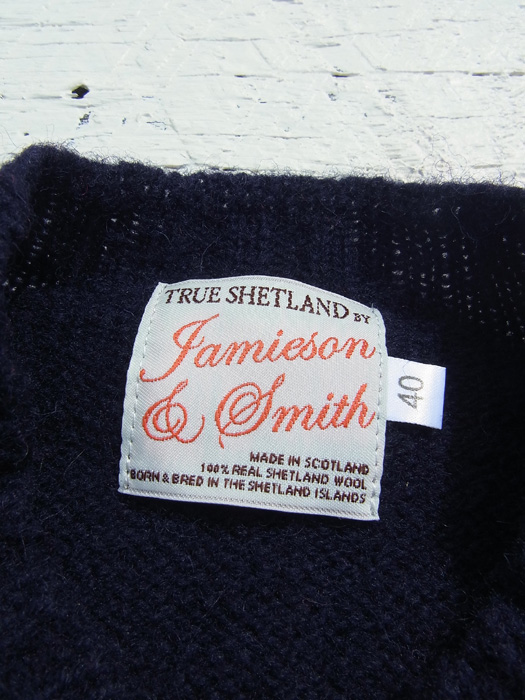 TRUE SHETLAND BY
Jamieson
& Smith
MADE IN SCOTLAND
100% REAL SHETLAND WOOL
BORN & BRED IN THE SHETLAND ISLANDS
40